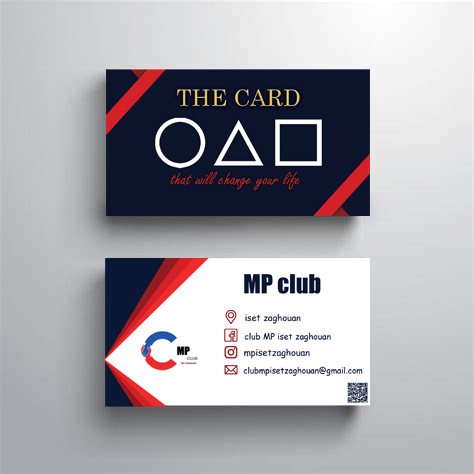 THE CARD
that will change your life
MP club
iset zaghouan
club MP iset zaghouan
mpisetzaghouan
clubmpisetzaghouan@gmail.com
MP
CLUB